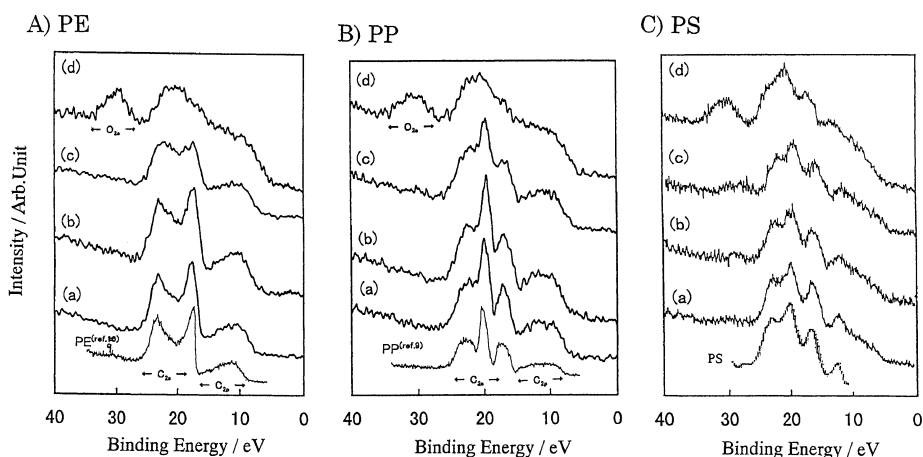 A) PE
B) PP
C) PS
Intensity / Arb.Unit
(d)
← O2s →
(c)
(b)
(a)
PE(ref.10)
← C2s →
← C2p →
40 30 20 10 0
Binding Energy / eV
(d)
← O2s →
(c)
(b)
(a)
PP(ref.9)
← C2s →
← C2p →
40 30 20 10 0
Binding Energy / eV
(d)
(c)
(b)
(a)
PS
40 30 20 10 0
Binding Energy / eV